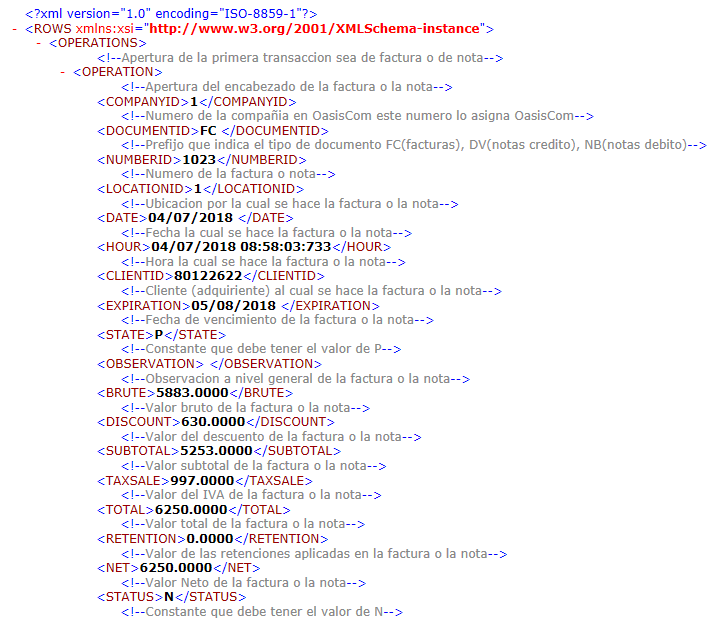 <?xml version="1.0" encoding="ISO-8859-1"?>
- <ROWS xmlns:xsi="http://www.w3.org/2001/XMLSchema-instance">
- <OPERATIONS>
<!--Apertura de la primera transaccion sea de factura o de nota-->
- <OPERATION>
<!--Apertura del encabezado de la factura o la nota-->
<COMPANYID>1</COMPANYID>
<!--Numero de la compañia en OasisCom este numero lo asigna OasisCom-->
<DOCUMENTID>FC </DOCUMENTID>
<!--Prefijo que indica el tipo de documento FC(facturas), DV(notas credito), NB(notas debito)-->
<NUMBERID>1023</NUMBERID>
<!--Numero de la factura o nota-->
<LOCATIONID>1</LOCATIONID>
<!--Ubicacion por la cual se hace la factura o la nota-->
<DATE>04/07/2018 </DATE>
<!--Fecha la cual se hace la factura o la nota-->
<HOUR>04/07/2018 08:58:03:733</HOUR>
<!--Hora la cual se hace la factura o la nota-->
<CLIENTID>80122622</CLIENTID>
<!--Cliente (adquiriente) al cual se hace la factura o la nota-->
<EXPIRATION>05/08/2018 </EXPIRATION>
<!--Fecha de vencimiento de la factura o la nota-->
<STATE>P</STATE>
<!--Constante que debe tener el valor de P-->
<OBSERVATION> </OBSERVATION>
<!--Observacion a nivel general de la factura o la nota-->
<BRUTE>5883.0000</BRUTE>
<!--Valor bruto de la factura o la nota-->
<DISCOUNT>630.0000</DISCOUNT>
<!--Valor del descuento de la factura o la nota-->
<SUBTOTAL>5253.0000</SUBTOTAL>
<!--Valor subtotal de la factura o la nota-->
<TAXSALE>997.0000</TAXSALE>
<!--Valor del IVA de la factura o la nota-->
<TOTAL>6250.0000</TOTAL>
<!--Valor total de la factura o la nota-->
<RETENTION>0.0000</RETENTION>
<!--Valor de las retenciones aplicadas en la factura o la nota-->
<NET>6250.0000</NET>
<!--Valor Neto de la factura o la nota-->
<STATUS>N</STATUS>
<!--Constante que debe tener el valor de N-->